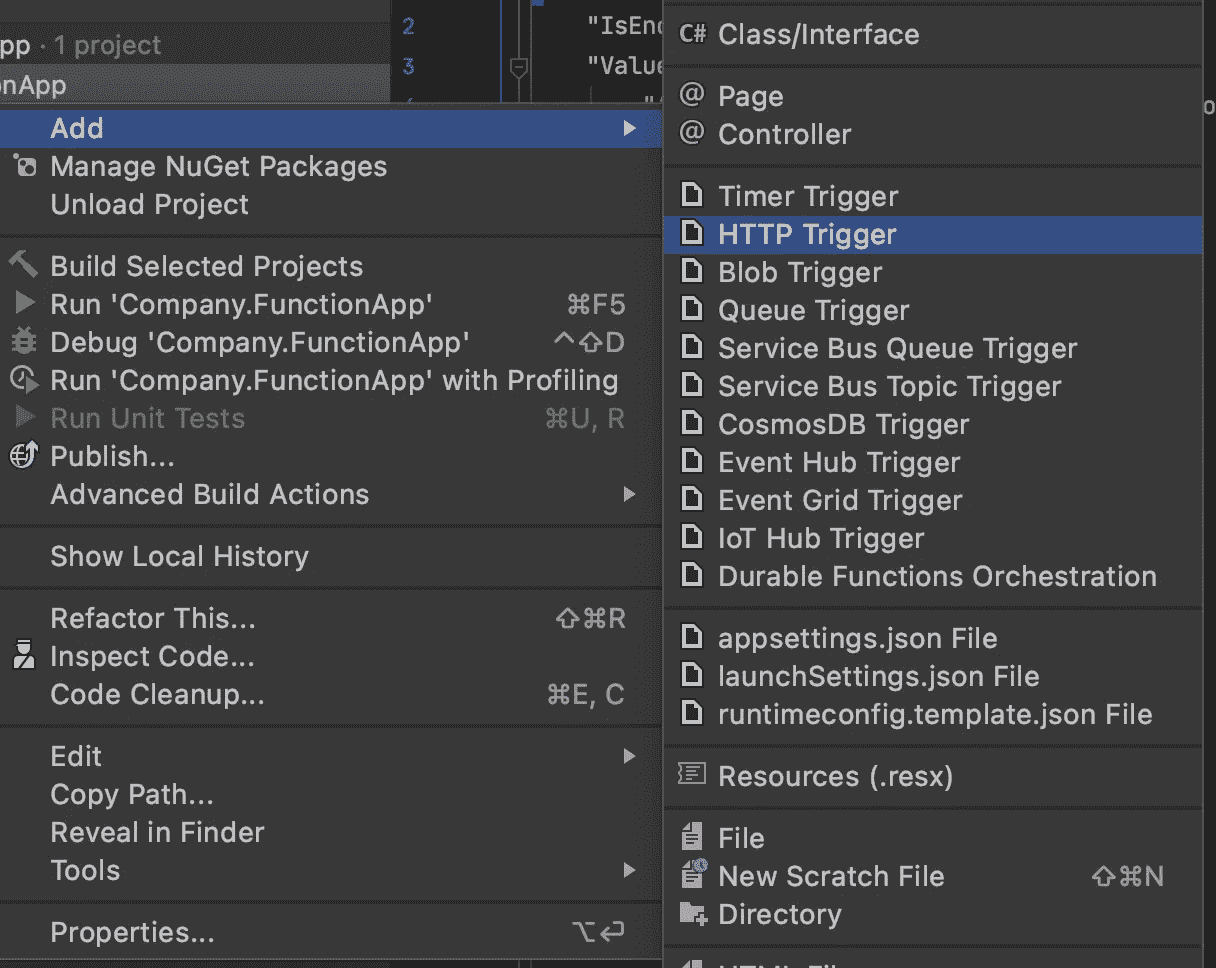 pp · 1 project
nApp
2 "IsEn
3 "Value
Add
Manage NuGet Packages
Unload Project
Build Selected Projects
Run 'Company.FunctionApp' ⌘F5
Debug 'Company.FunctionApp' ^⇧D
Run 'Company.FunctionApp' with Profiling
Run Unit Tests ⌘U, R
Publish...
Advanced Build Actions
Show Local History
Refactor This... ⇧⌘R
Inspect Code...
Code Cleanup... ⌘E, C
Edit
Copy Path...
Reveal in Finder
Tools
Properties... ⌥⏎
C# Class/Interface
@ Page
@ Controller
Timer Trigger
HTTP Trigger
Blob Trigger
Queue Trigger
Service Bus Queue Trigger
Service Bus Topic Trigger
CosmosDB Trigger
Event Hub Trigger
Event Grid Trigger
IoT Hub Trigger
Durable Functions Orchestration
appsettings.json File
launchSettings.json File
runtimeconfig.template.json File
Resources (.resx)
File
New Scratch File ⇧⌘N
Directory